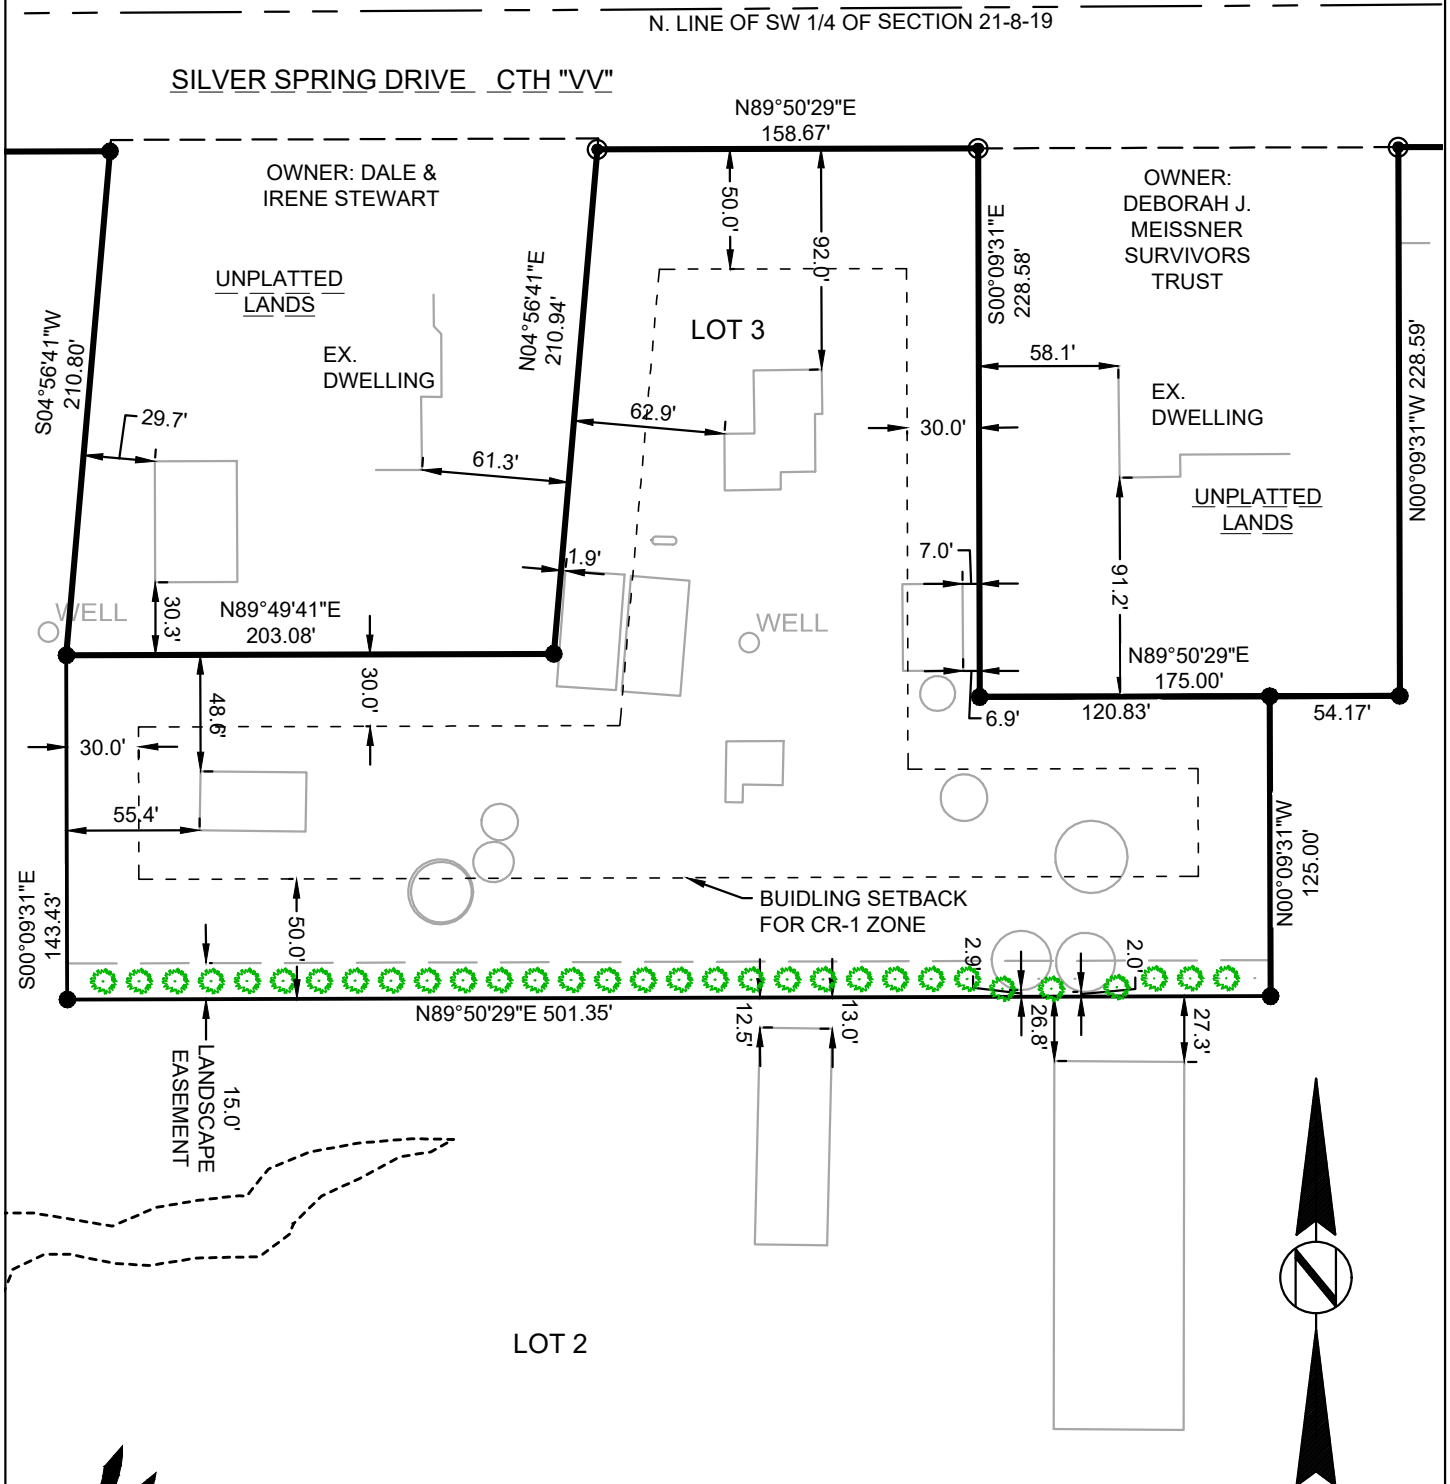 N. LINE OF SW 1/4 OF SECTION 21-8-19
SILVER SPRING DRIVE CTH "VV"
N89°50'29"E
158.67'
OWNER: DALE &
IRENE STEWART
OWNER:
DEBORAH J.
MEISSNER
SURVIVORS
TRUST
50.0'
92.0'
S00°09'31"E
228.58'
UNPLATTED
LANDS
N04°56'41"E
210.94'
LOT 3
S04°56'41"W
210.80'
EX.
DWELLING
58.1'
EX.
DWELLING
N00°09'31"W 228.59'
29.7'
62.9'
30.0'
61.3'
UNPLATTED
LANDS
1.9'
7.0'
91.2'
WELL
30.3'
N89°49'41"E
203.08'
WELL
N89°50'29"E
175.00'
48.6'
30.0'
6.9'
120.83'
54.17'
30.0'
55.4'
N00°09'31"W
125.00'
S00°09'31"E
143.43'
50.0'
BUIDLING SETBACK
FOR CR-1 ZONE
2.9'
2.0'
N89°50'29"E 501.35'
12.5'
13.0'
26.8'
27.3'
15.0'
LANDSCAPE
EASEMENT
N
LOT 2